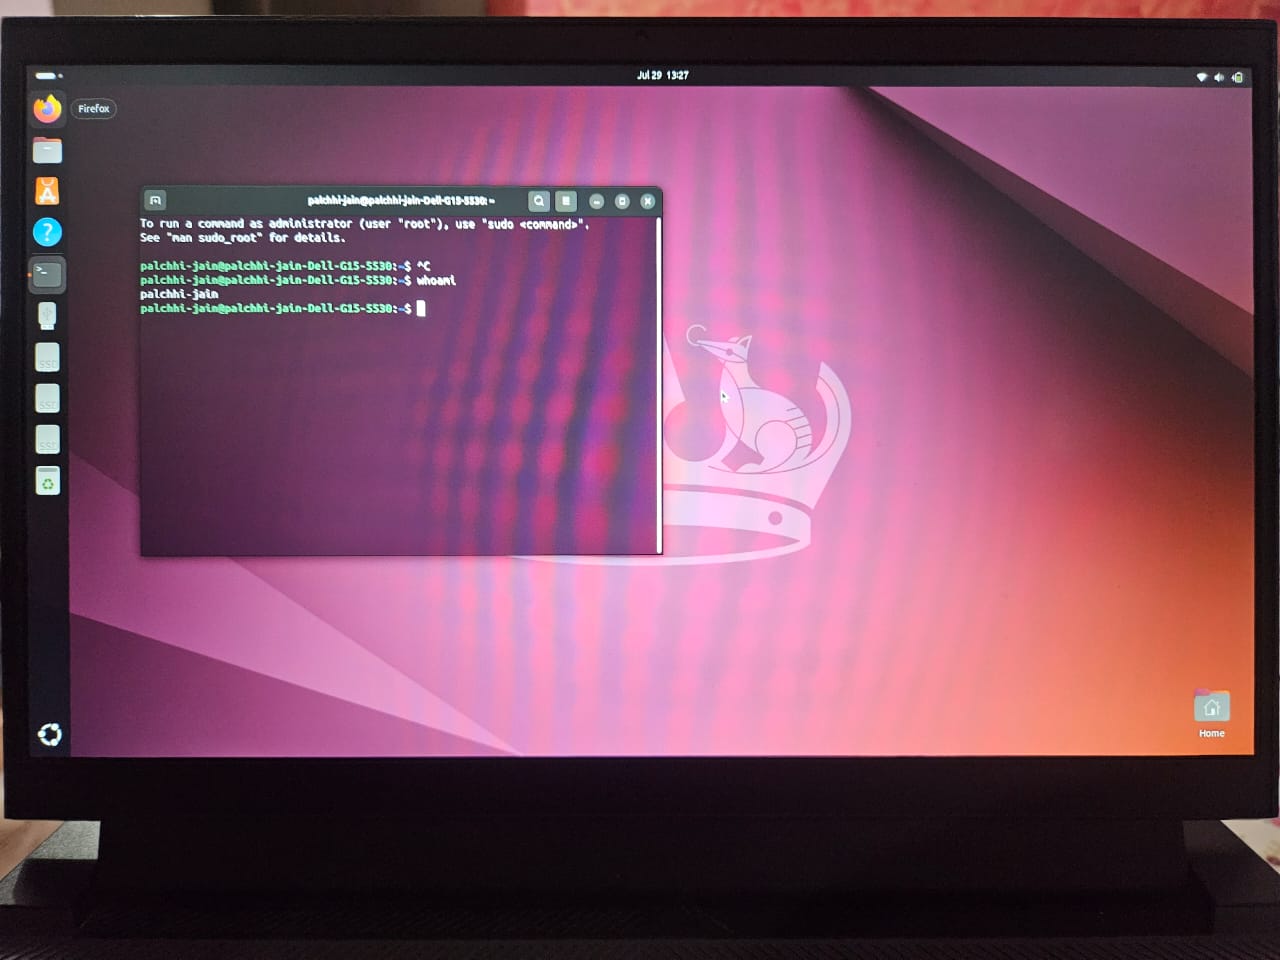 Jul 29 13:27
Firefox
palchhi-jain@palchhi-jain-Dell-G15-5530: ~
To run a command as administrator (user "root"), use "sudo <command>".
See "man sudo_root" for details.
palchhi-jain@palchhi-jain-Dell-G15-5530:~$ ^C
palchhi-jain@palchhi-jain-Dell-G15-5530:~$ whoami
palchhi-jain
palchhi-jain@palchhi-jain-Dell-G15-5530:~$
SSD
SSD
SSD
Home